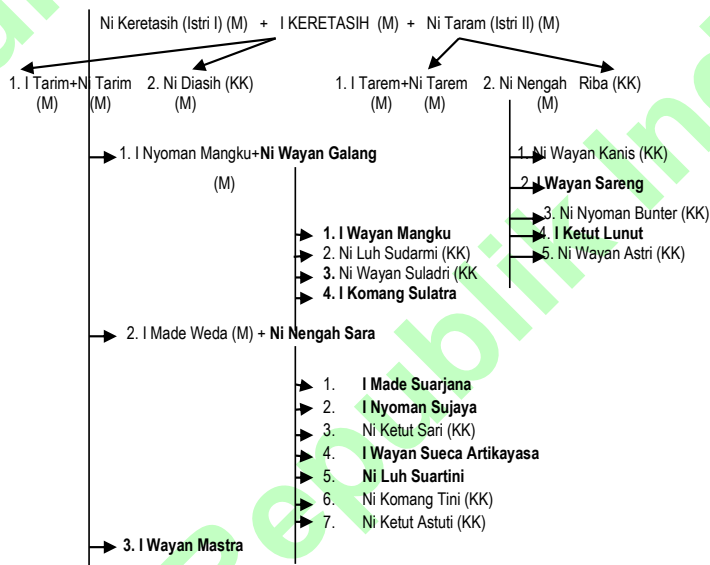 Ni Keretasih (Istri I) (M) + I KERETASIH (M) + Ni Taram (Istri II) (M)
1. I Tarim+Ni Tarim 2. Ni Diasih (KK) 1. I Tarem+Ni Tarem 2. Ni Nengah Riba (KK)
(M) (M) (M) (M) (M) (M)
1. I Nyoman Mangku+Ni Wayan Galang
(M)
1. Ni Wayan Kanis (KK)
2. I Wayan Sareng
3. Ni Nyoman Bunter (KK)
4. I Ketut Lunut
5. Ni Wayan Astri (KK)
1. I Wayan Mangku
2. Ni Luh Sudarmi (KK)
3. Ni Wayan Suladri (KK
4. I Komang Sulatra
2. I Made Weda (M) + Ni Nengah Sara
1. I Made Suarjana
2. I Nyoman Sujaya
3. Ni Ketut Sari (KK)
4. I Wayan Sueca Artikayasa
5. Ni Luh Suartini
6. Ni Komang Tini (KK)
7. Ni Ketut Astuti (KK)
3. I Wayan Mastra
Republik Ind